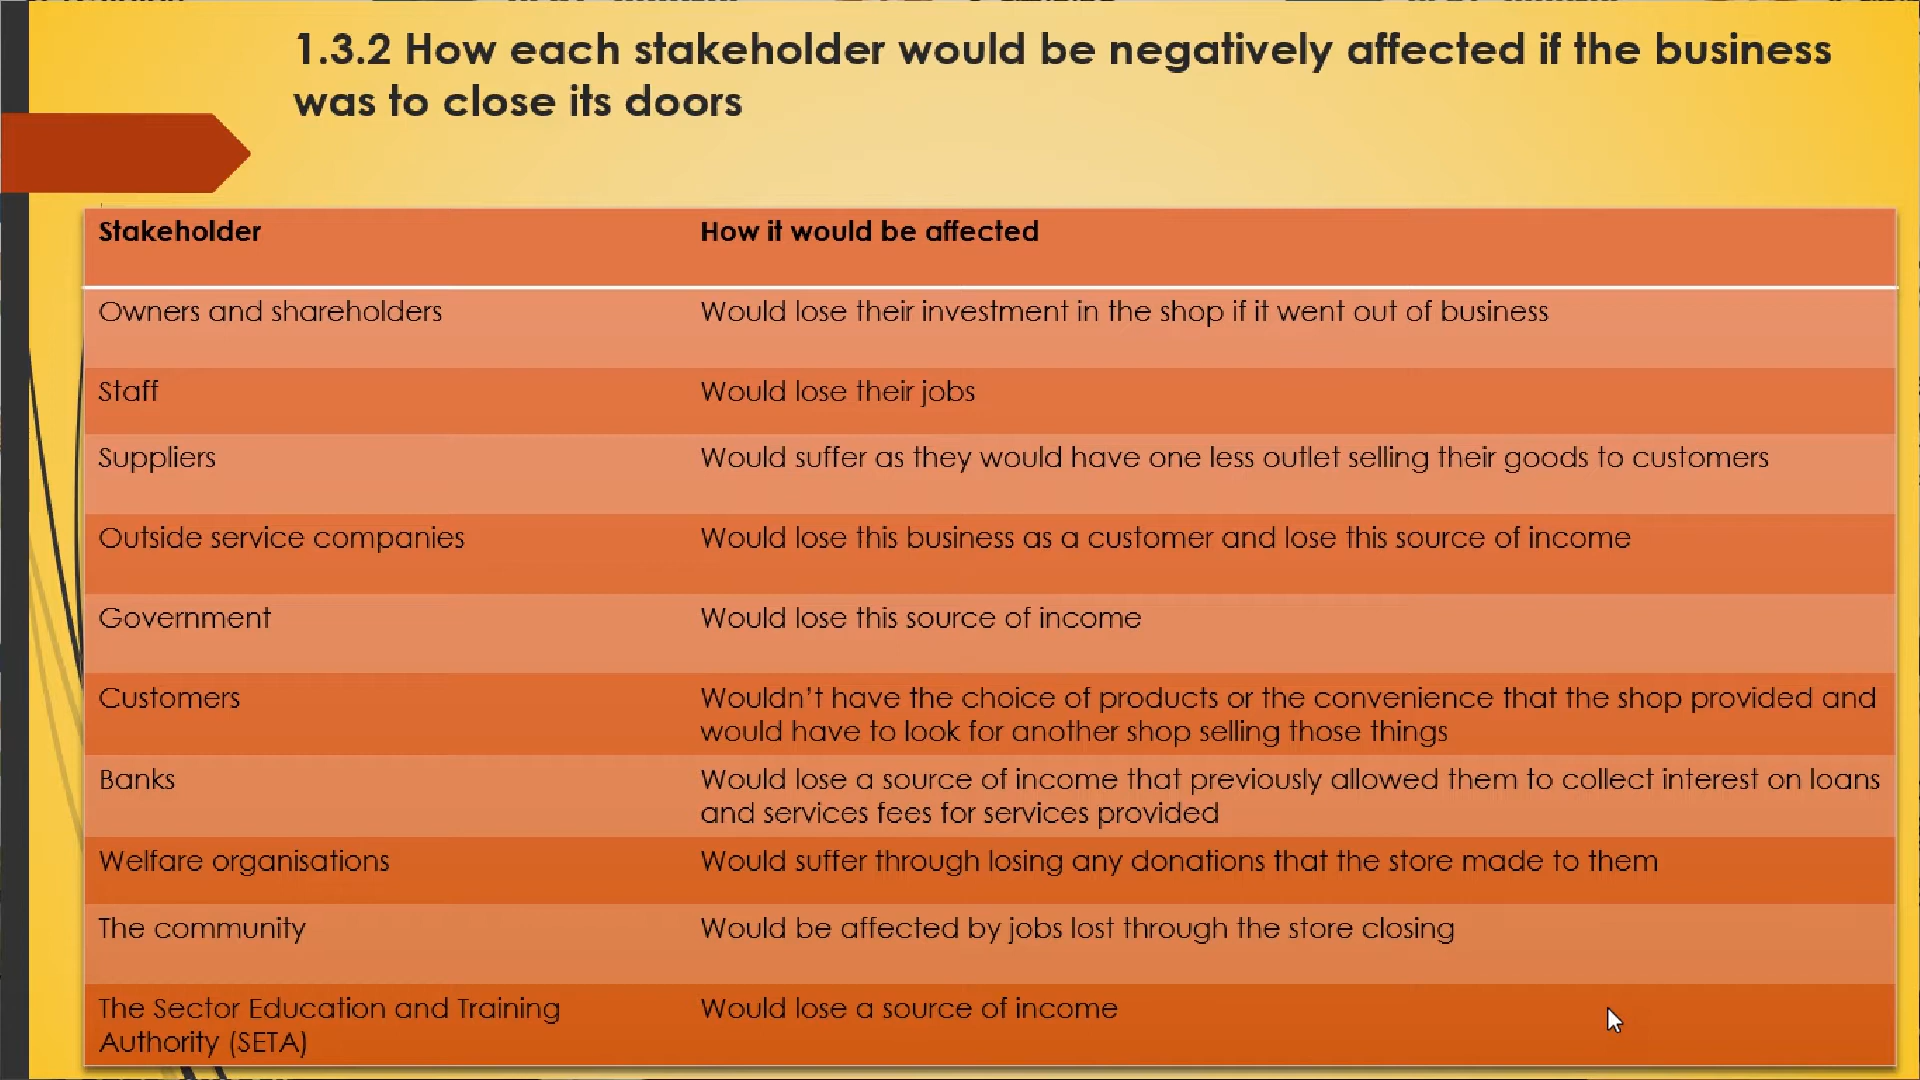 1.3.2 How each stakeholder would be negatively affected if the business
was to close its doors
Stakeholder
How it would be affected
Owners and shareholders
Would lose their investment in the shop if it went out of business
Staff
Would lose their jobs
Suppliers
Would suffer as they would have one less outlet selling their goods to customers
Outside service companies
Would lose this business as a customer and lose this source of income
Government
Would lose this source of income
Customers
Wouldn’t have the choice of products or the convenience that the shop provided and
would have to look for another shop selling those things
Banks
Would lose a source of income that previously allowed them to collect interest on loans
and services fees for services provided
Welfare organisations
Would suffer through losing any donations that the store made to them
The community
Would be affected by jobs lost through the store closing
The Sector Education and Training
Authority (SETA)
Would lose a source of income